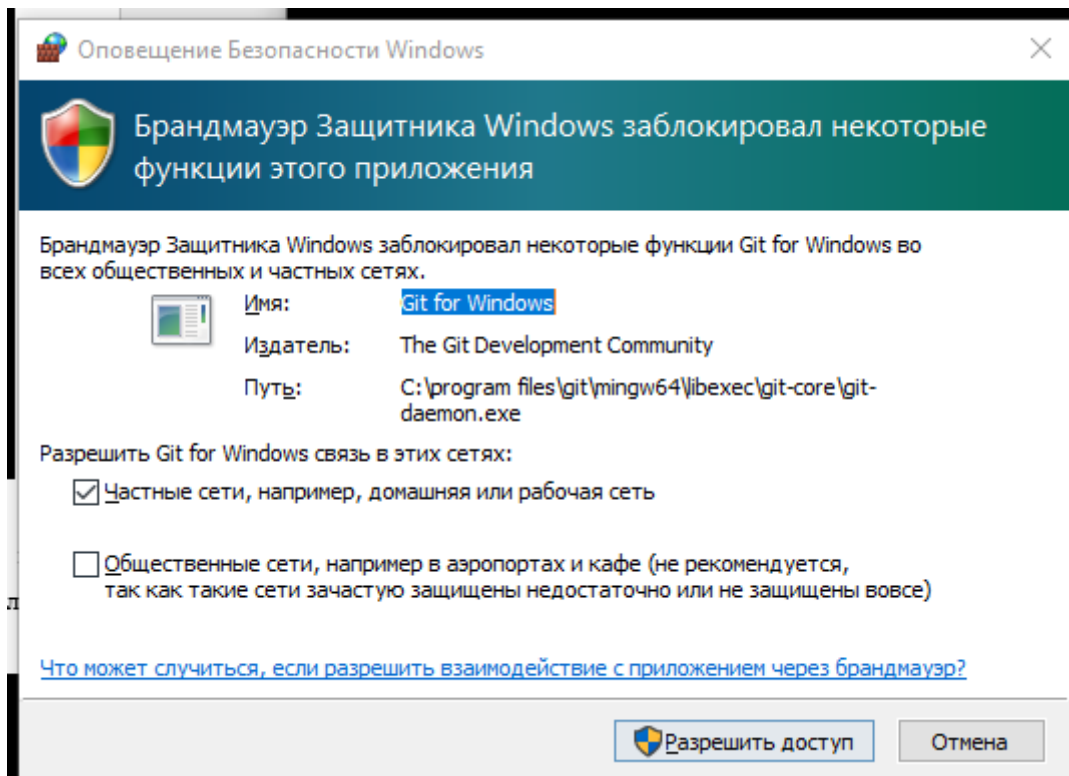 Оповещение Безопасности Windows
Брандмауэр Защитника Windows заблокировал некоторые
функции этого приложения
Брандмауэр Защитника Windows заблокировал некоторые функции Git for Windows во
всех общественных и частных сетях.
Имя: Git for Windows
Издатель: The Git Development Community
Путь: C:\program files\git\mingw64\libexec\git-core\git-
daemon.exe
Разрешить Git for Windows связь в этих сетях:
Частные сети, например, домашняя или рабочая сеть
Общественные сети, например в аэропортах и кафе (не рекомендуется,
так как такие сети зачастую защищены недостаточно или не защищены вовсе)
Что может случиться, если разрешить взаимодействие с приложением через брандмауэр?
Разрешить доступ Отмена